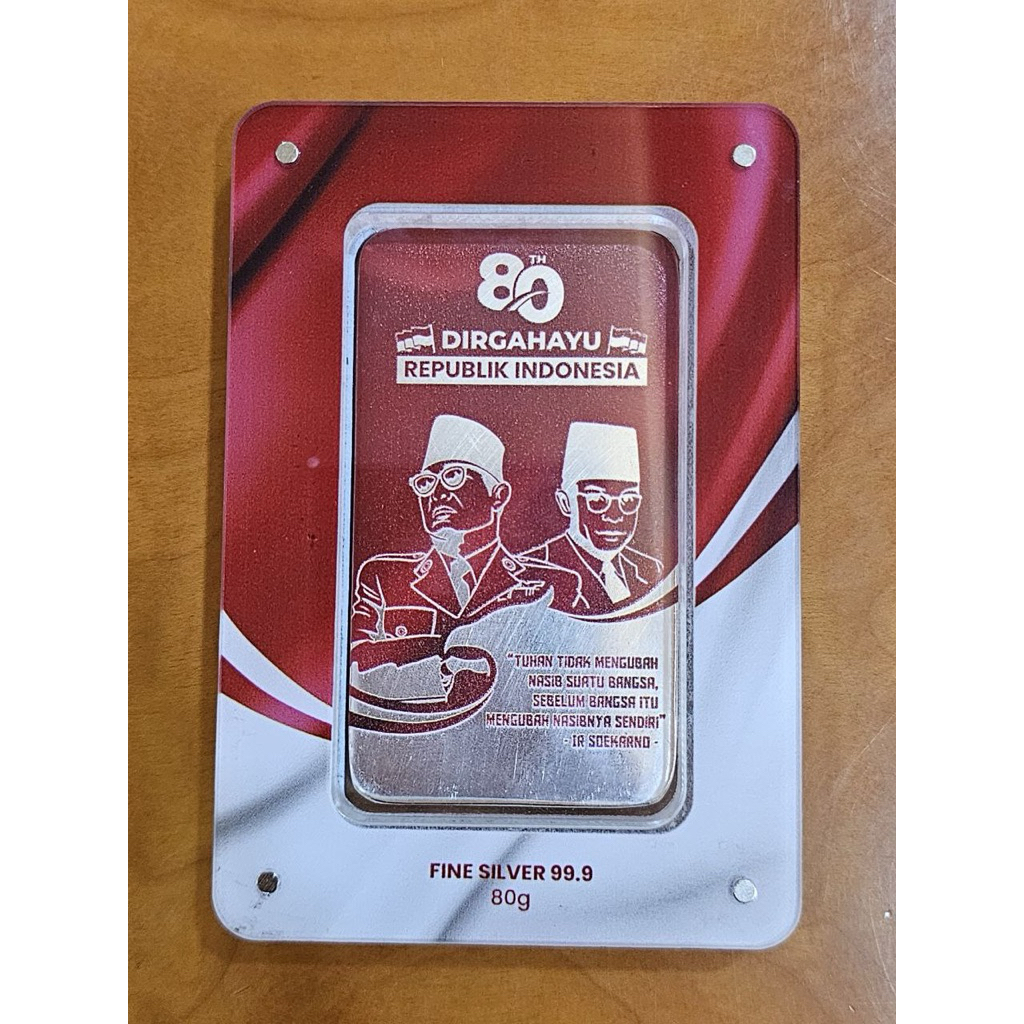 80TH
DIRGAHAYU
REPUBLIK INDONESIA
"TUHAN TIDAK MENGUBAH
NASIB SUATU BANGSA,
SEBELUM BANGSA ITU
MENGUBAH NASIBNYA SENDIRI"
- IR SOEKARNO -
FINE SILVER 99.9
80g